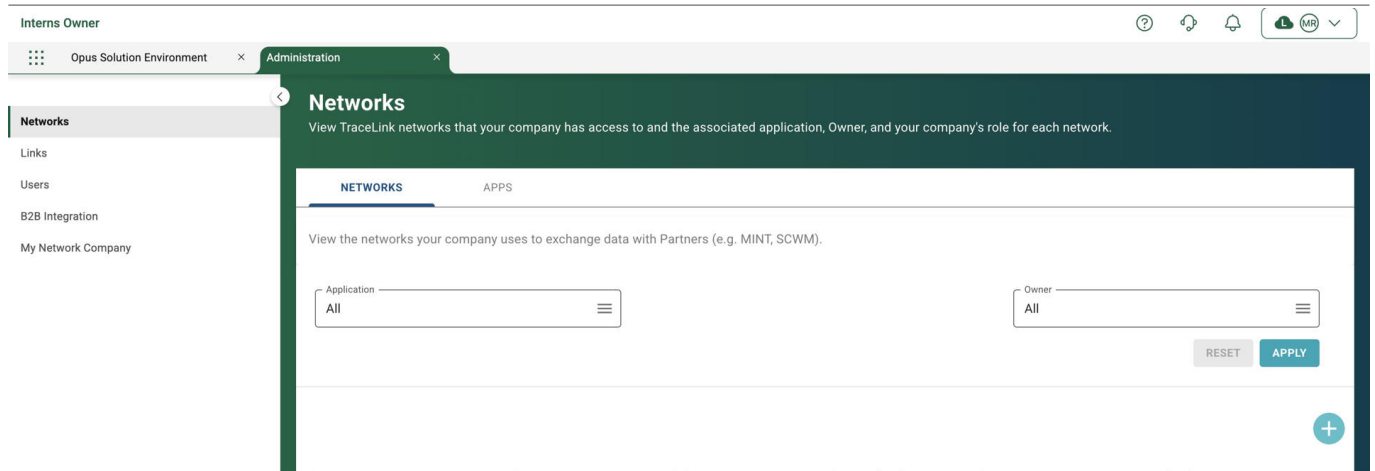 Interns Owner
L
MR
Opus Solution Environment
Administration
Networks
Links
Users
B2B Integration
My Network Company
Networks
View TraceLink networks that your company has access to and the associated application, Owner, and your company's role for each network.
NETWORKS APPS
View the networks your company uses to exchange data with Partners (e.g. MINT, SCWM).
Application
All
Owner
All
RESET APPLY